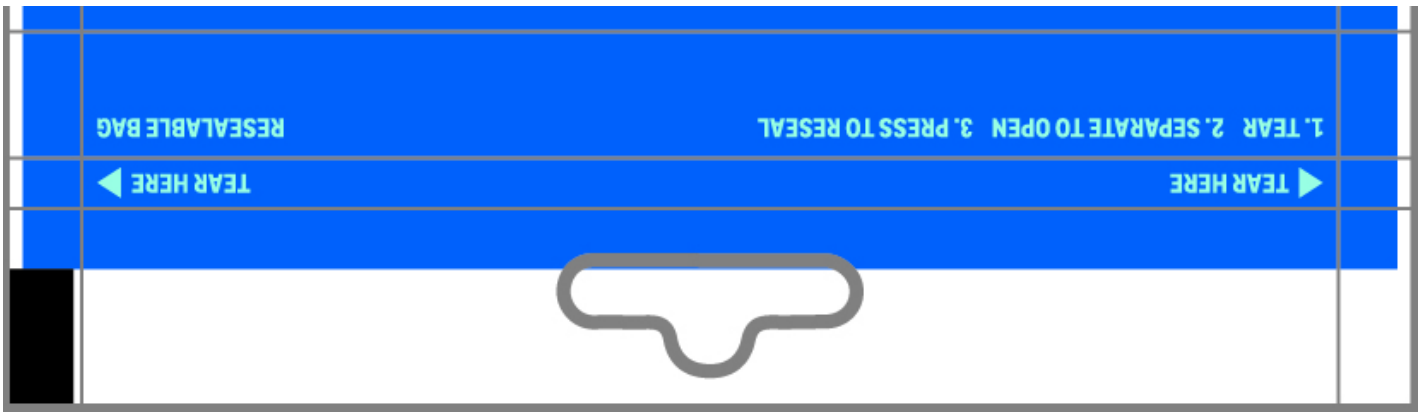 TEAR HERE TEAR HERE
1. TEAR 2. SEPARATE TO OPEN 3. PRESS TO RESEAL RESEALABLE BAG